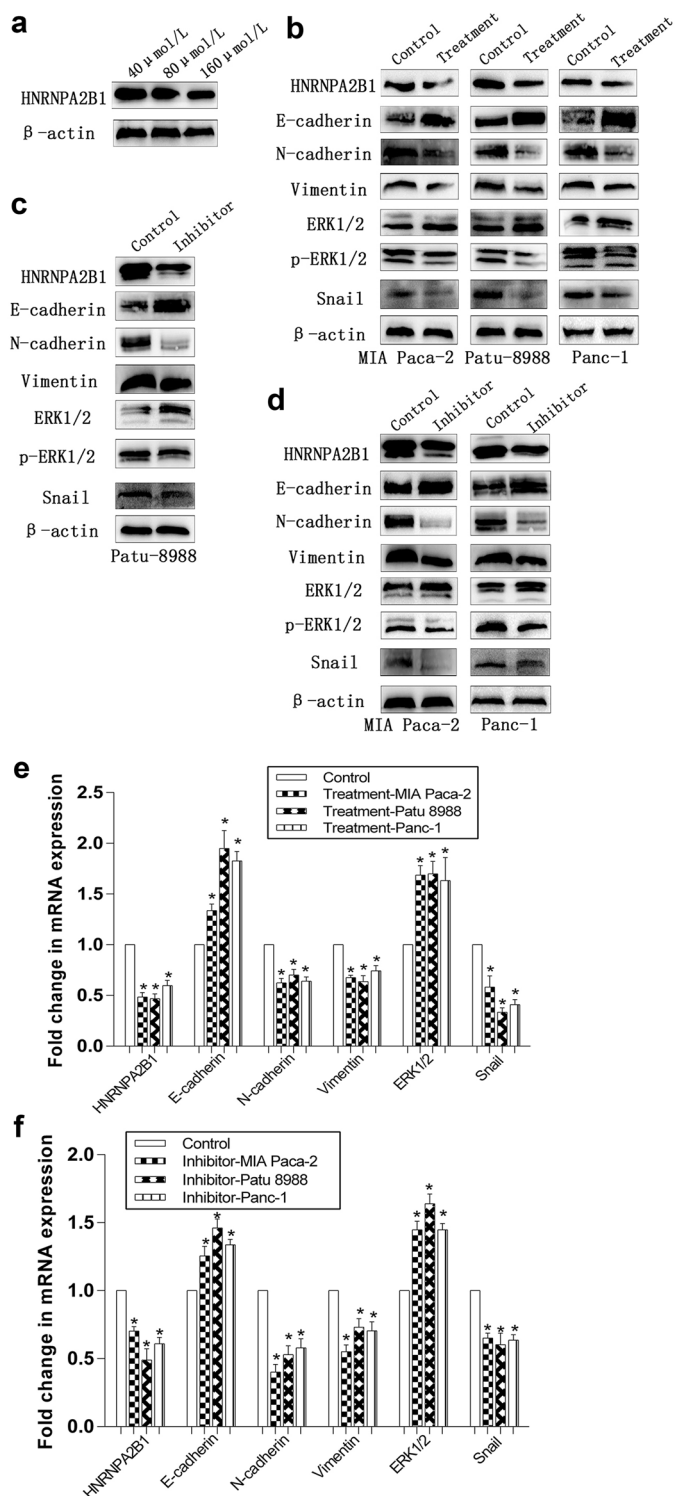 a
40 μmol/L 80 μmol/L 160 μmol/L
HNRNPA2B1
β-actin
b
Control Treatment Control Treatment Control Treatment
HNRNPA2B1
E-cadherin
N-cadherin
Vimentin
ERK1/2
p-ERK1/2
Snail
β-actin
MIA Paca-2 Patu-8988 Panc-1
c
Control Inhibitor
HNRNPA2B1
E-cadherin
N-cadherin
Vimentin
ERK1/2
p-ERK1/2
Snail
β-actin
Patu-8988
d
Control Inhibitor Control Inhibitor
HNRNPA2B1
E-cadherin
N-cadherin
Vimentin
ERK1/2
p-ERK1/2
Snail
β-actin
MIA Paca-2 Panc-1
e
Control
Treatment-MIA Paca-2
Treatment-Patu 8988
Treatment-Panc-1
Fold change in mRNA expression
2.5
2.0
1.5
1.0
0.5
0.0
* * * * * * * * * * * * * * * * * *
HNRNPA2B1 E-cadherin N-cadherin Vimentin ERK1/2 Snail
f
Control
Inhibitor-MIA Paca-2
Inhibitor-Patu 8988
Inhibitor-Panc-1
Fold change in mRNA expression
2.0
1.5
1.0
0.5
0.0
* * * * * * * * * * * * * * * * * *
HNRNPA2B1 E-cadherin N-cadherin Vimentin ERK1/2 Snail